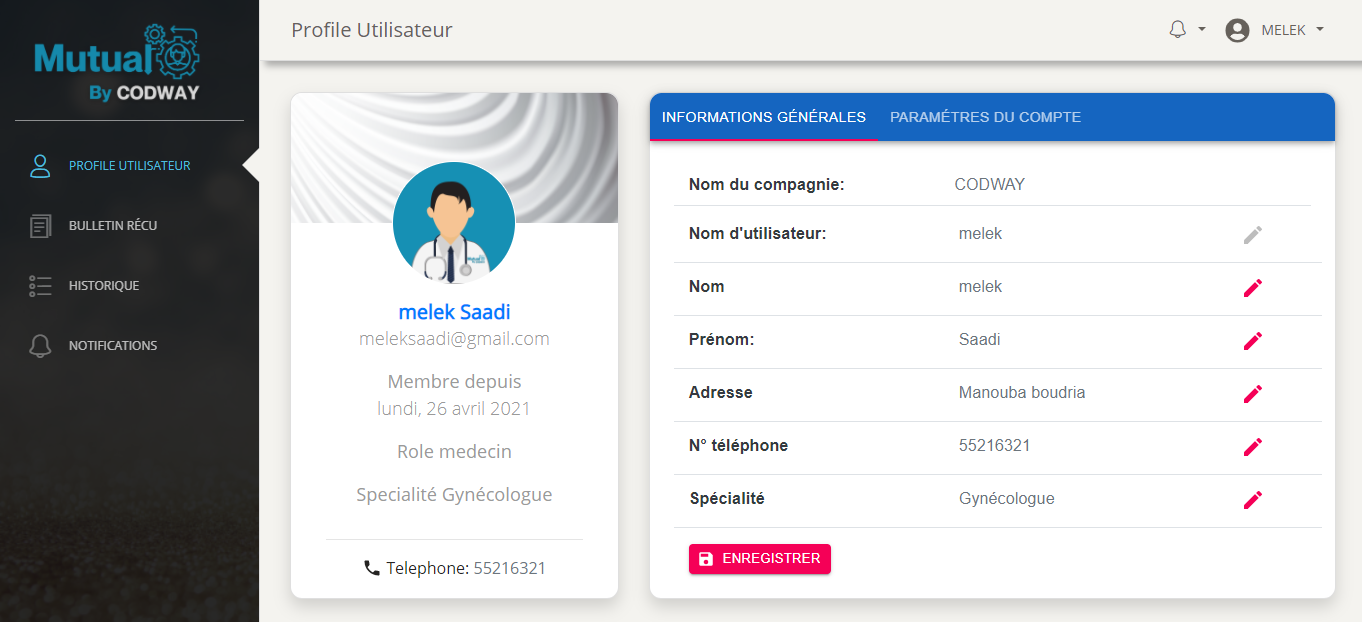 Mutual
By CODWAY
PROFILE UTILISATEUR
BULLETIN RÉCU
HISTORIQUE
NOTIFICATIONS
Profile Utilisateur
MELEK
melek Saadi
meleksaadi@gmail.com
Membre depuis
lundi, 26 avril 2021
Role medecin
Specialité Gynécologue
Telephone: 55216321
INFORMATIONS GÉNÉRALES PARAMÉTRES DU COMPTE
Nom du compagnie: CODWAY
Nom d'utilisateur: melek
Nom melek
Prénom: Saadi
Adresse Manouba boudria
N° téléphone 55216321
Spécialité Gynécologue
ENREGISTRER